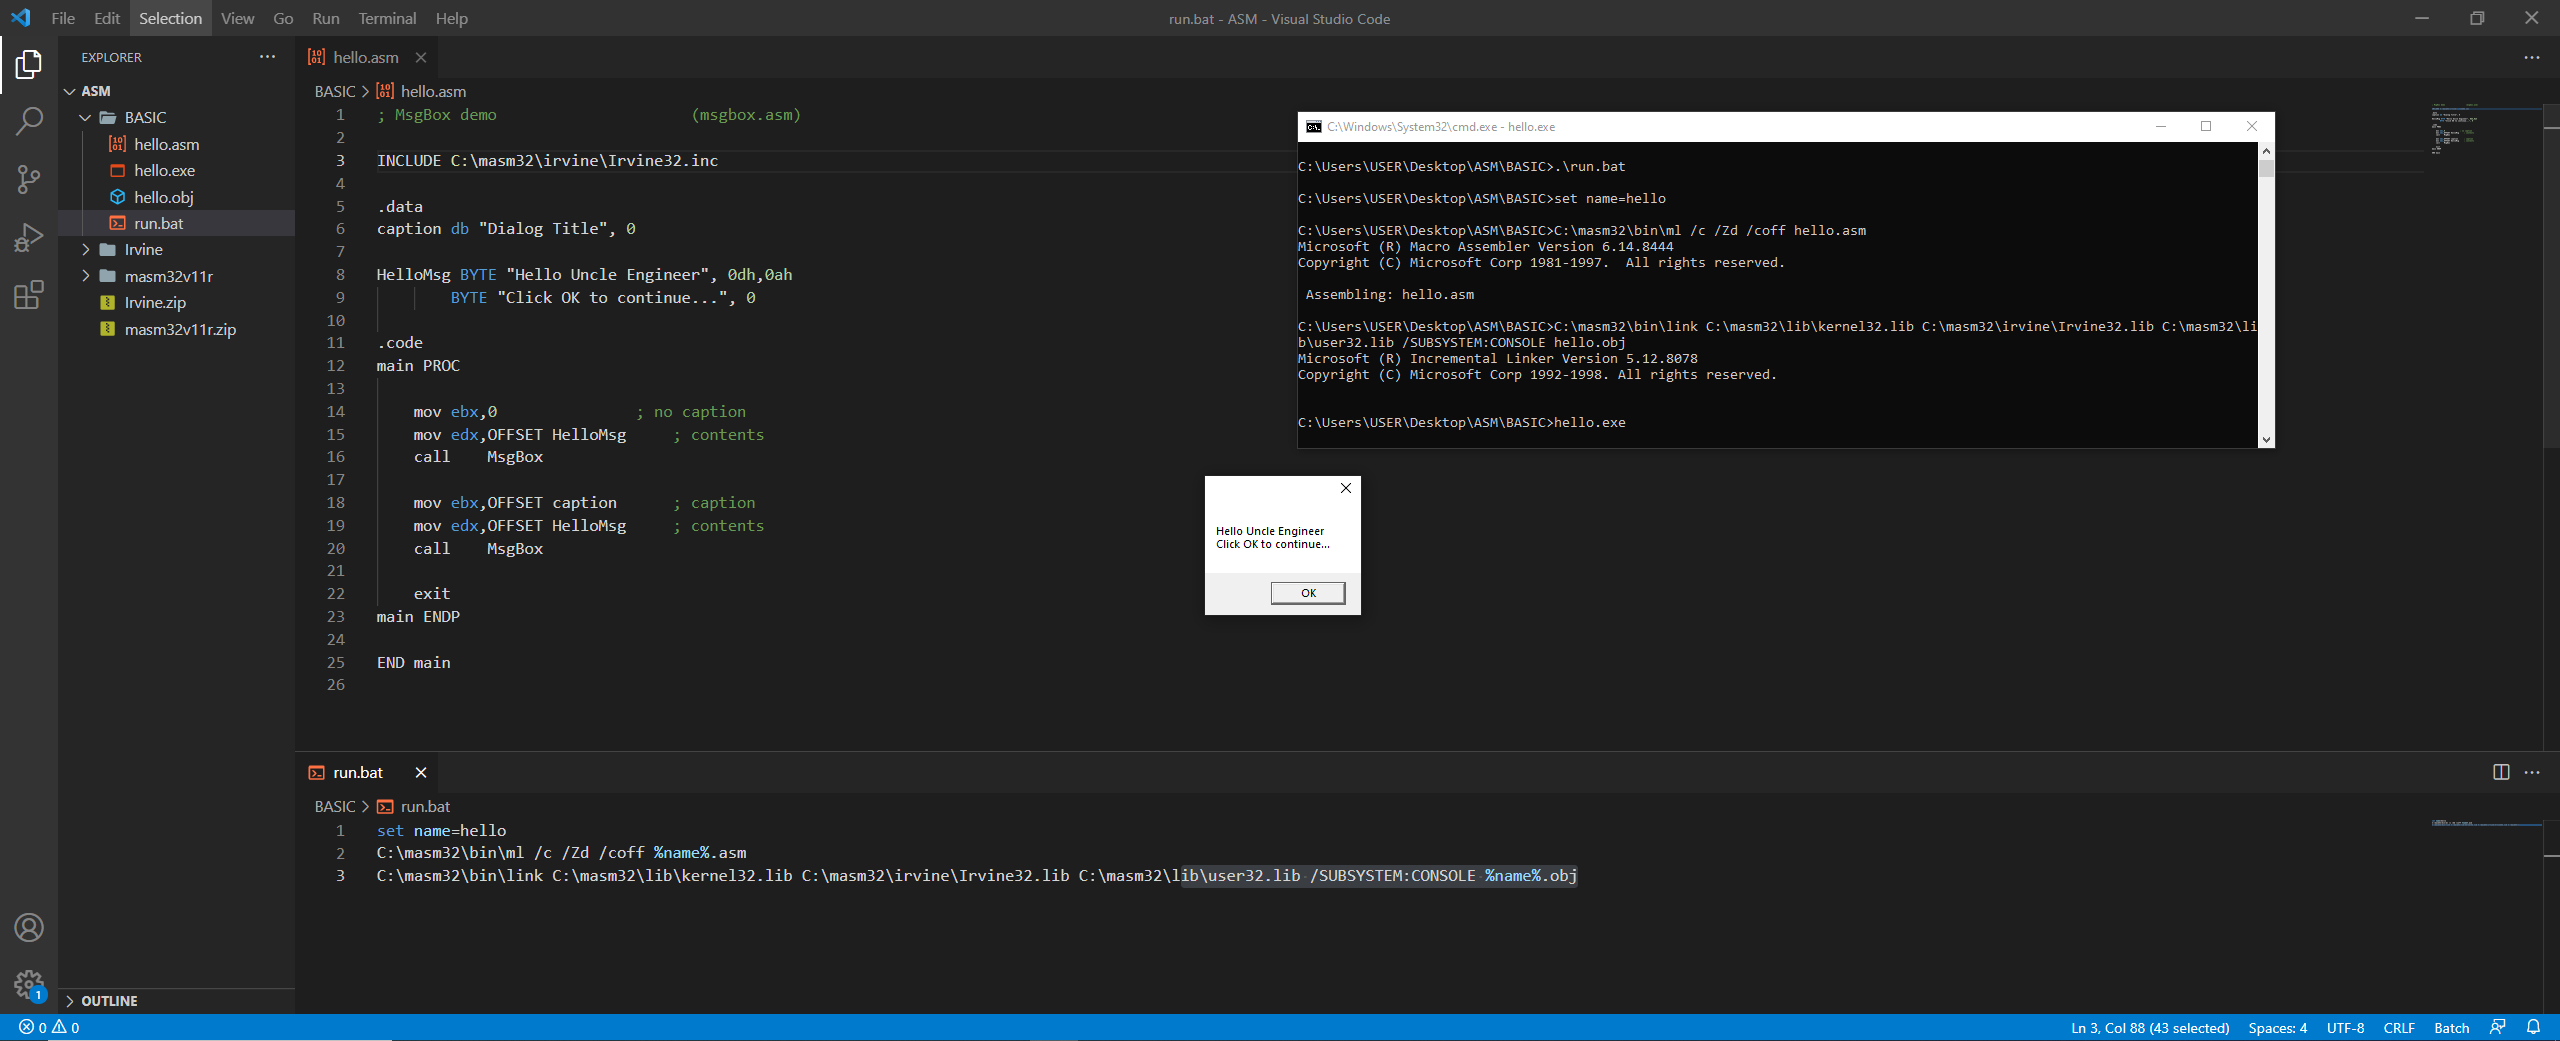 File Edit Selection View Go Run Terminal Help
run.bat - ASM - Visual Studio Code
EXPLORER
ASM
BASIC
hello.asm
hello.exe
hello.obj
run.bat
Irvine
masm32v11r
Irvine.zip
masm32v11r.zip
OUTLINE
hello.asm
BASIC > hello.asm
1 ; MsgBox demo (msgbox.asm)
2
3 INCLUDE C:\masm32\irvine\Irvine32.inc
4
5 .data
6 caption db "Dialog Title", 0
7
8 HelloMsg BYTE "Hello Uncle Engineer", 0dh,0ah
9 BYTE "Click OK to continue...", 0
10
11 .code
12 main PROC
13
14 mov ebx,0 ; no caption
15 mov edx,OFFSET HelloMsg ; contents
16 call MsgBox
17
18 mov ebx,OFFSET caption ; caption
19 mov edx,OFFSET HelloMsg ; contents
20 call MsgBox
21
22 exit
23 main ENDP
24
25 END main
26
C:\Windows\System32\cmd.exe - hello.exe
C:\Users\USER\Desktop\ASM\BASIC>.\run.bat
C:\Users\USER\Desktop\ASM\BASIC>set name=hello
C:\Users\USER\Desktop\ASM\BASIC>C:\masm32\bin\ml /c /Zd /coff hello.asm
Microsoft (R) Macro Assembler Version 6.14.8444
Copyright (C) Microsoft Corp 1981-1997. All rights reserved.
Assembling: hello.asm
C:\Users\USER\Desktop\ASM\BASIC>C:\masm32\bin\link C:\masm32\lib\kernel32.lib C:\masm32\irvine\Irvine32.lib C:\masm32\li
b\user32.lib /SUBSYSTEM:CONSOLE hello.obj
Microsoft (R) Incremental Linker Version 5.12.8078
Copyright (C) Microsoft Corp 1992-1998. All rights reserved.
C:\Users\USER\Desktop\ASM\BASIC>hello.exe
Hello Uncle Engineer
Click OK to continue...
OK
run.bat
BASIC > run.bat
1 set name=hello
2 C:\masm32\bin\ml /c /Zd /coff %name%.asm
3 C:\masm32\bin\link C:\masm32\lib\kernel32.lib C:\masm32\irvine\Irvine32.lib C:\masm32\lib\user32.lib /SUBSYSTEM:CONSOLE %name%.obj
1
0 0
Ln 3, Col 88 (43 selected) Spaces: 4 UTF-8 CRLF Batch